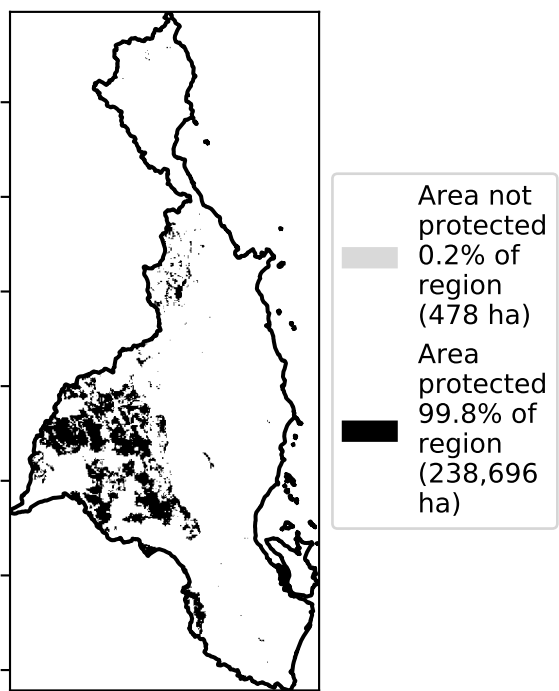 Area not
protected
0.2% of
region
(478 ha)
Area
protected
99.8% of
region
(238,696
ha)